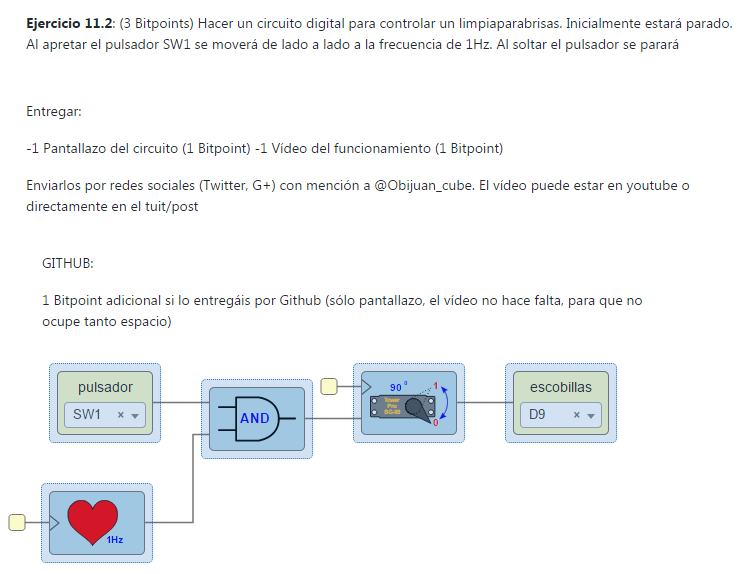 Ejercicio 11.2: (3 Bitpoints) Hacer un circuito digital para controlar un limpiaparabrisas. Inicialmente estará parado.
Al apretar el pulsador SW1 se moverá de lado a lado a la frecuencia de 1Hz. Al soltar el pulsador se parará
Entregar:
-1 Pantallazo del circuito (1 Bitpoint) -1 Vídeo del funcionamiento (1 Bitpoint)
Enviarlos por redes sociales (Twitter, G+) con mención a @Obijuan_cube. El vídeo puede estar en youtube o
directamente en el tuit/post
GITHUB:
1 Bitpoint adicional si lo entregáis por Github (sólo pantallazo, el vídeo no hace falta, para que no
ocupe tanto espacio)
pulsador
SW1 ×
AND
90º
1
Tower
Pro
SG-90
0
escobillas
D9 ×
1Hz